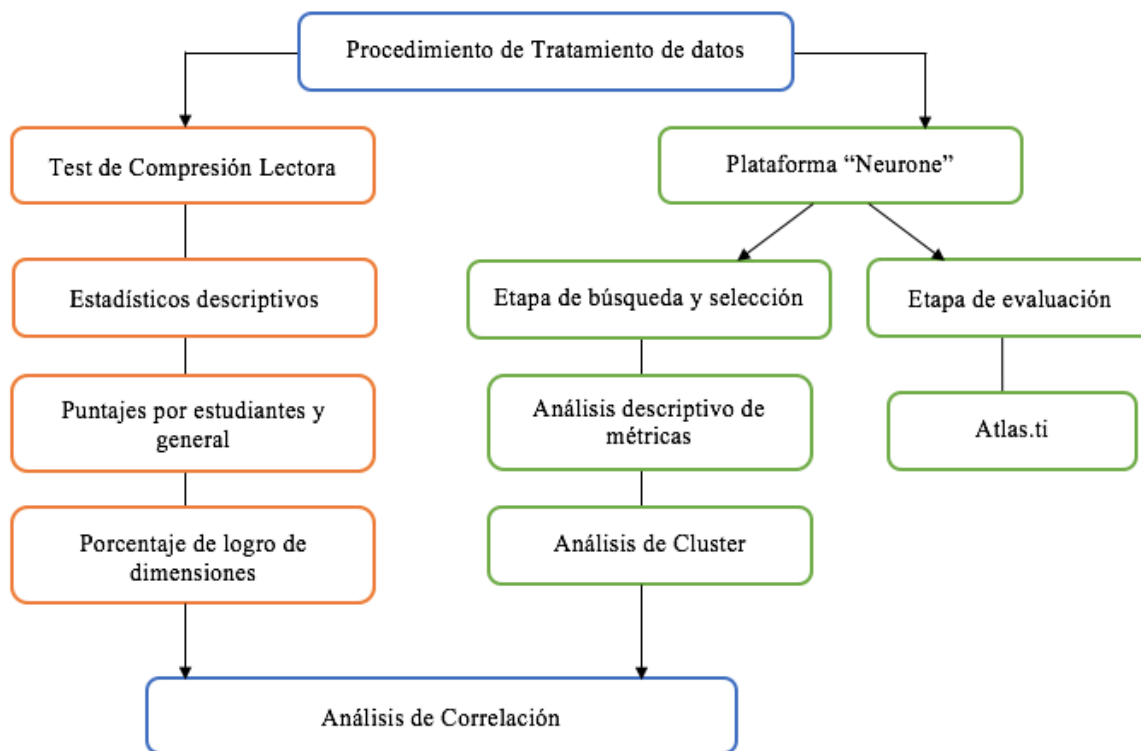 Procedimiento de Tratamiento de datos
Test de Compresión Lectora
Plataforma “Neurone”
Estadísticos descriptivos
Etapa de búsqueda y selección
Etapa de evaluación
Puntajes por estudiantes y
general
Análisis descriptivo de
métricas
Atlas.ti
Porcentaje de logro de
dimensiones
Análisis de Cluster
Análisis de Correlación